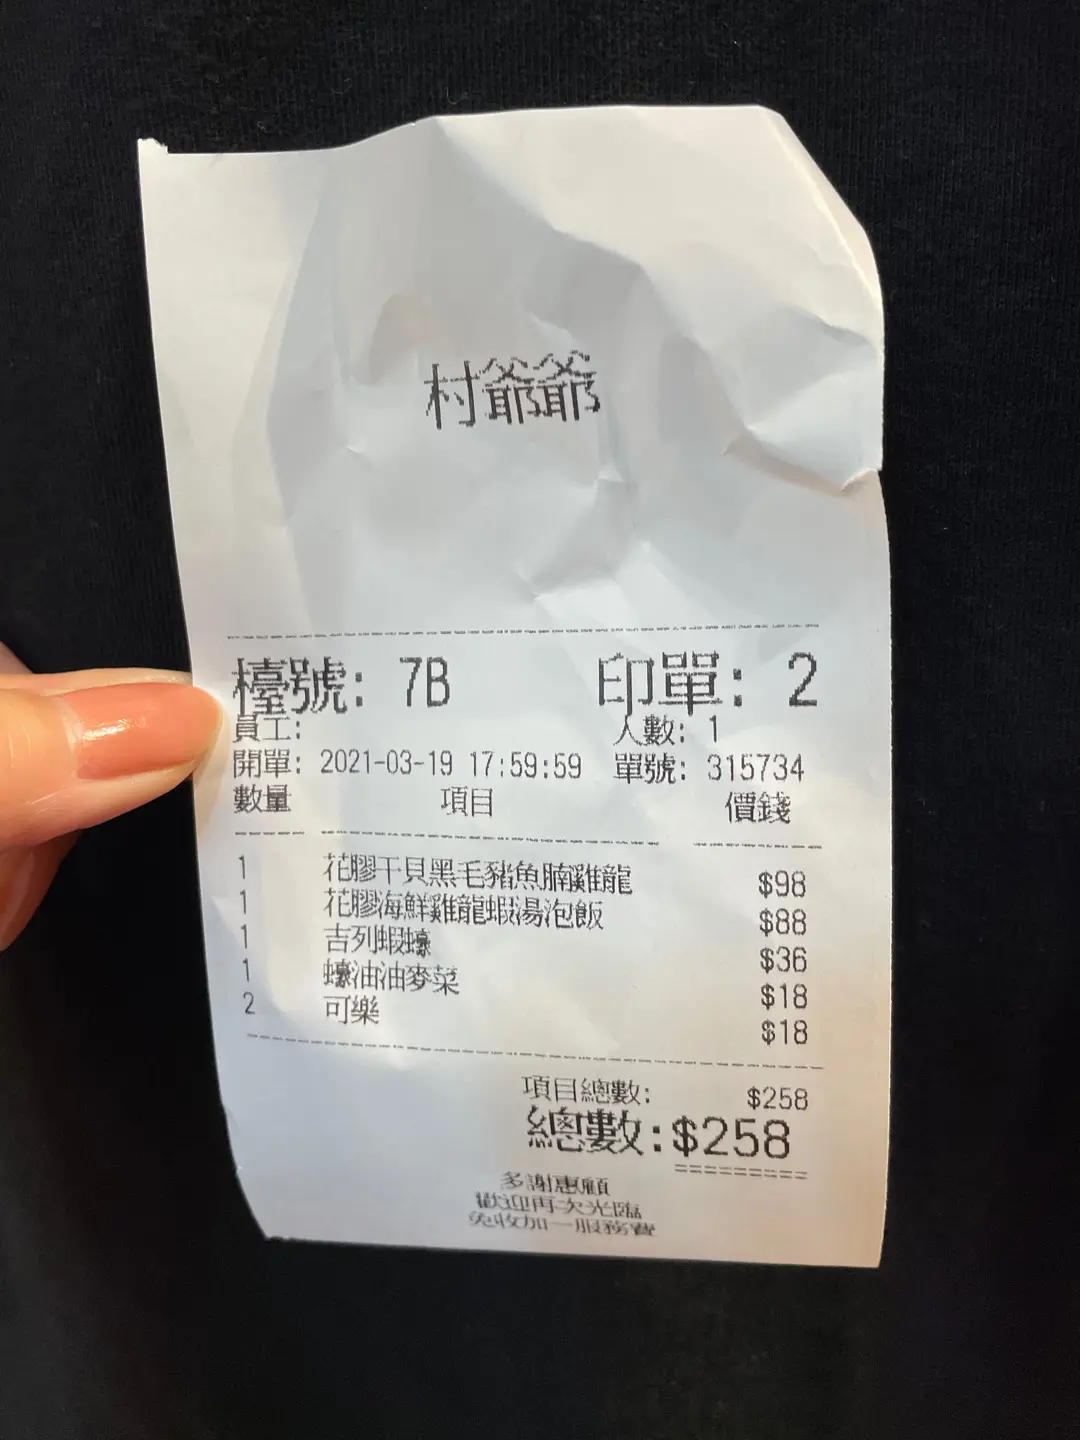 村爺爺
檯號: 7B 印單: 2
員工: 人數: 1
開單: 2021-03-19 17:59:59 單號: 315734
數量 項目 價錢
1 花膠干貝黑毛豬魚腩雞龍 $98
1 花膠海鮮雞龍蝦湯泡飯 $88
1 吉列蝦蠔 $36
1 蠔油油麥菜 $18
2 可樂 $18
項目總數: $258
總數:$258
多謝惠顧
歡迎再次光臨
免收加一服務費